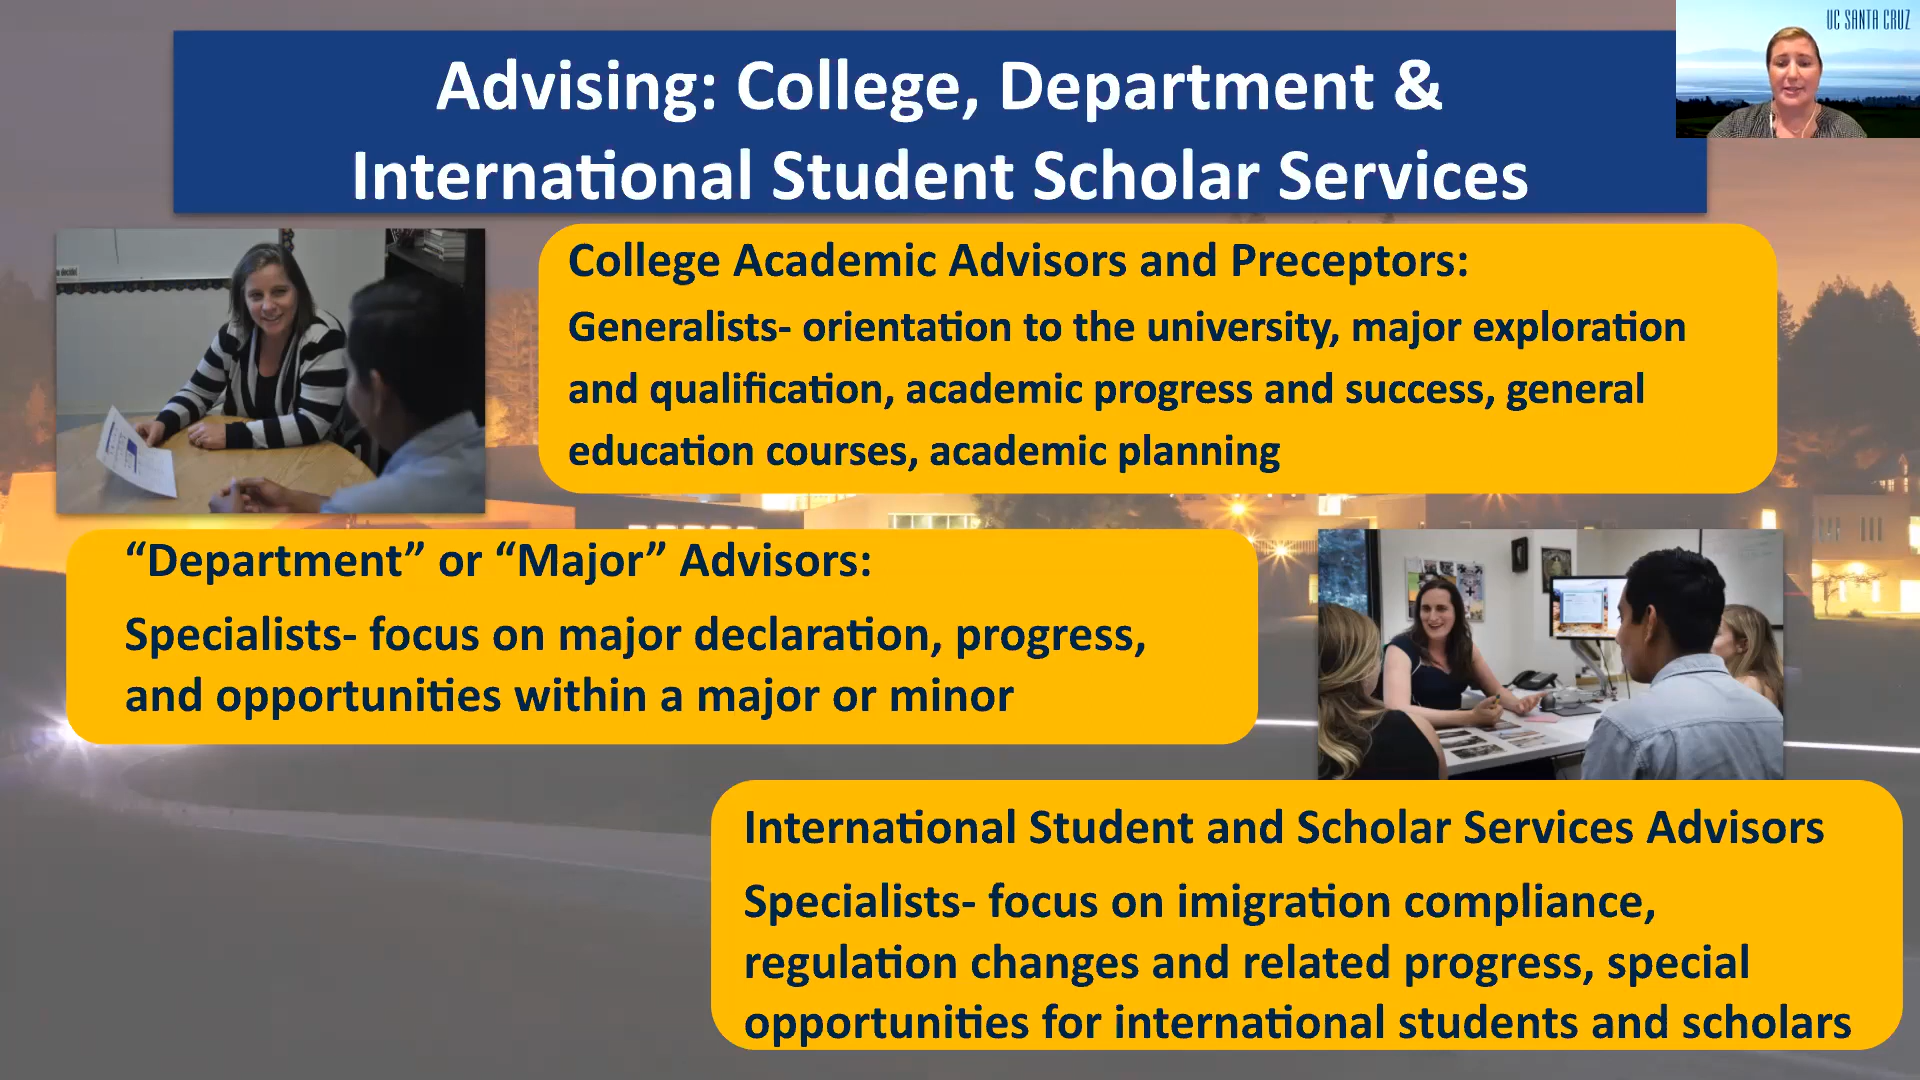 UC SANTA CRUZ
Advising: College, Department &
International Student Scholar Services
College Academic Advisors and Preceptors:
Generalists- orientation to the university, major exploration
and qualification, academic progress and success, general
education courses, academic planning
“Department” or “Major” Advisors:
Specialists- focus on major declaration, progress,
and opportunities within a major or minor
International Student and Scholar Services Advisors
Specialists- focus on imigration compliance,
regulation changes and related progress, special
opportunities for international students and scholars